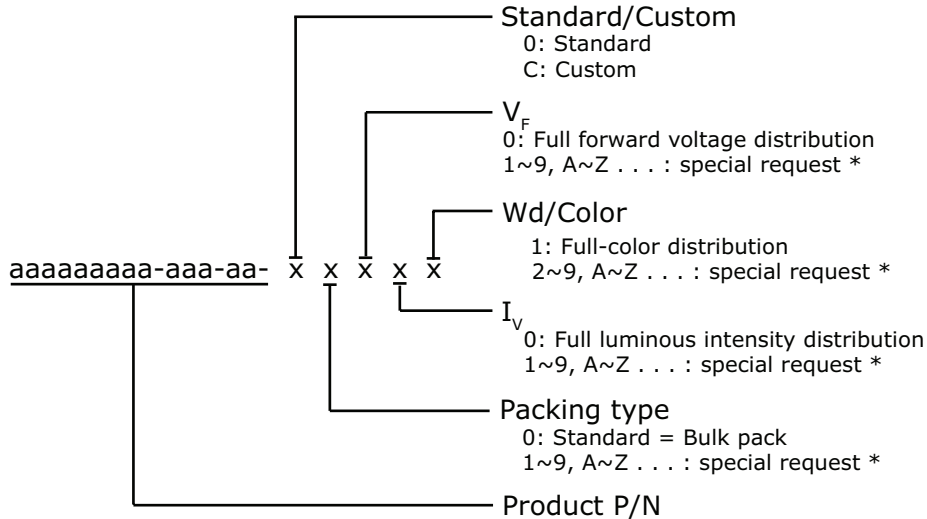 Standard/Custom
0: Standard
C: Custom
VF
0: Full forward voltage distribution
1~9, A~Z . . . : special request *
Wd/Color
1: Full-color distribution
2~9, A~Z . . . : special request *
aaaaaaaaa-aaa-aa- x x x x x
IV
0: Full luminous intensity distribution
1~9, A~Z . . . : special request *
Packing type
0: Standard = Bulk pack
1~9, A~Z . . . : special request *
Product P/N